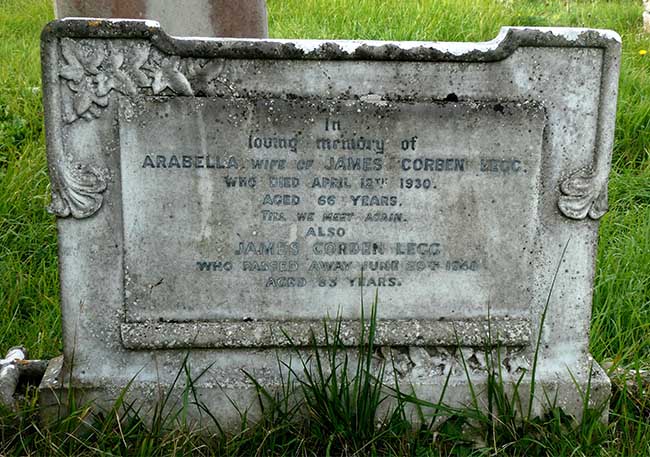 In
loving memory of
ARABELLA, WIFE OF JAMES CORBEN LEGG.
WHO DIED APRIL 12TH 1930.
AGED 66 YEARS.
TILL WE MEET AGAIN.
ALSO
JAMES CORBEN LEGG
WHO PASSED AWAY JUNE
AGED 83 YEARS.